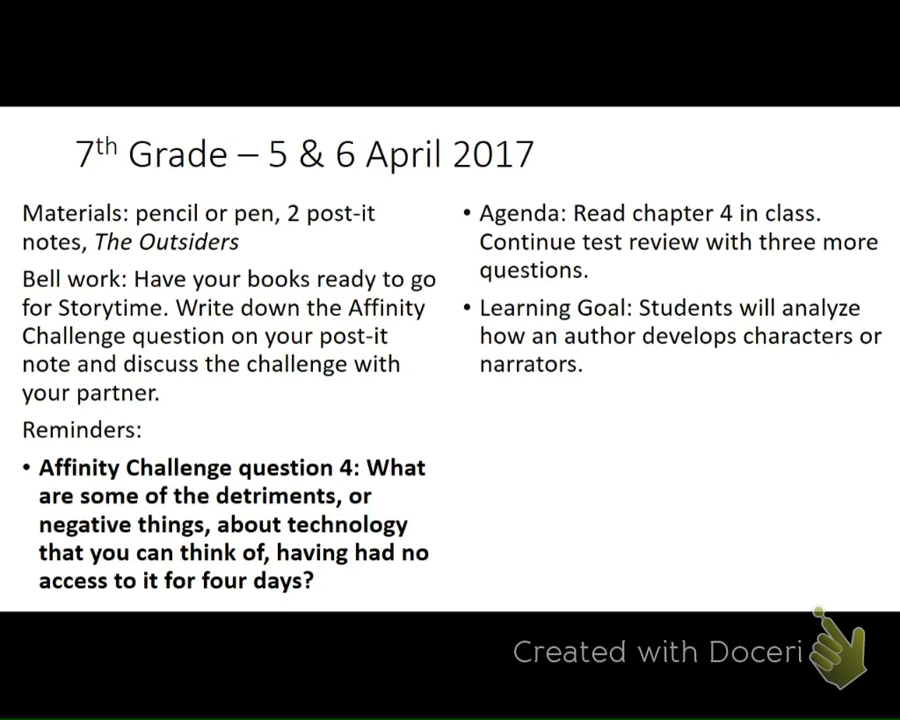 7th Grade – 5 & 6 April 2017
Materials: pencil or pen, 2 post-it
notes, The Outsiders
Bell work: Have your books ready to go
for Storytime. Write down the Affinity
Challenge question on your post-it
note and discuss the challenge with
your partner.
Reminders:
• Affinity Challenge question 4: What
are some of the detriments, or
negative things, about technology
that you can think of, having had no
access to it for four days?
• Agenda: Read chapter 4 in class.
Continue test review with three more
questions.
• Learning Goal: Students will analyze
how an author develops characters or
narrators.
Created with Doceri